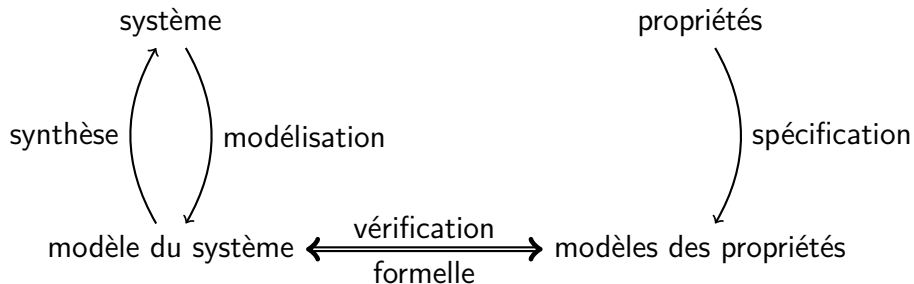 système
propriétés
synthèse
modélisation
spécification
vérification
modèle du système
modèles des propriétés
formelle